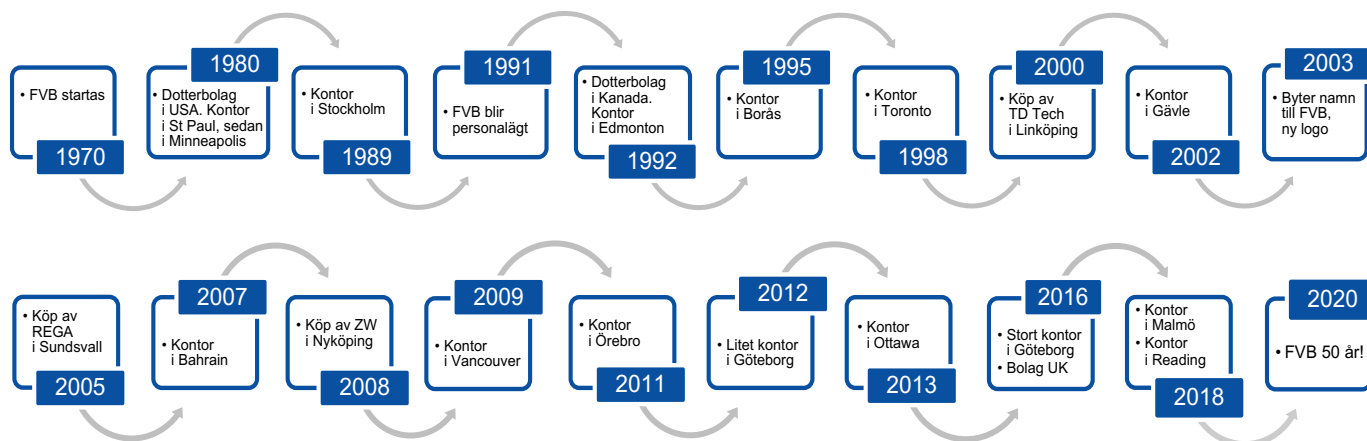 • FVB startas
1970
1980
• Dotterbolag
i USA. Kontor
i St Paul, sedan
i Minneapolis
• Kontor
i Stockholm
1989
1991
• FVB blir
personalägt
• Dotterbolag
i Kanada.
Kontor
i Edmonton
1992
1995
• Kontor
i Borås
• Kontor
i Toronto
1998
2000
• Köp av
TD Tech
i Linköping
• Kontor
i Gävle
2002
2003
• Byter namn
till FVB,
ny logo
• Köp av
REGA
i Sundsvall
2005
2007
• Kontor
i Bahrain
• Köp av ZW
i Nyköping
2008
2009
• Kontor
i Vancouver
• Kontor
i Örebro
2011
2012
• Litet kontor
i Göteborg
• Kontor
i Ottawa
2013
2016
• Stort kontor
i Göteborg
• Bolag UK
• Kontor
i Malmö
• Kontor
i Reading
2018
2020
• FVB 50 år!